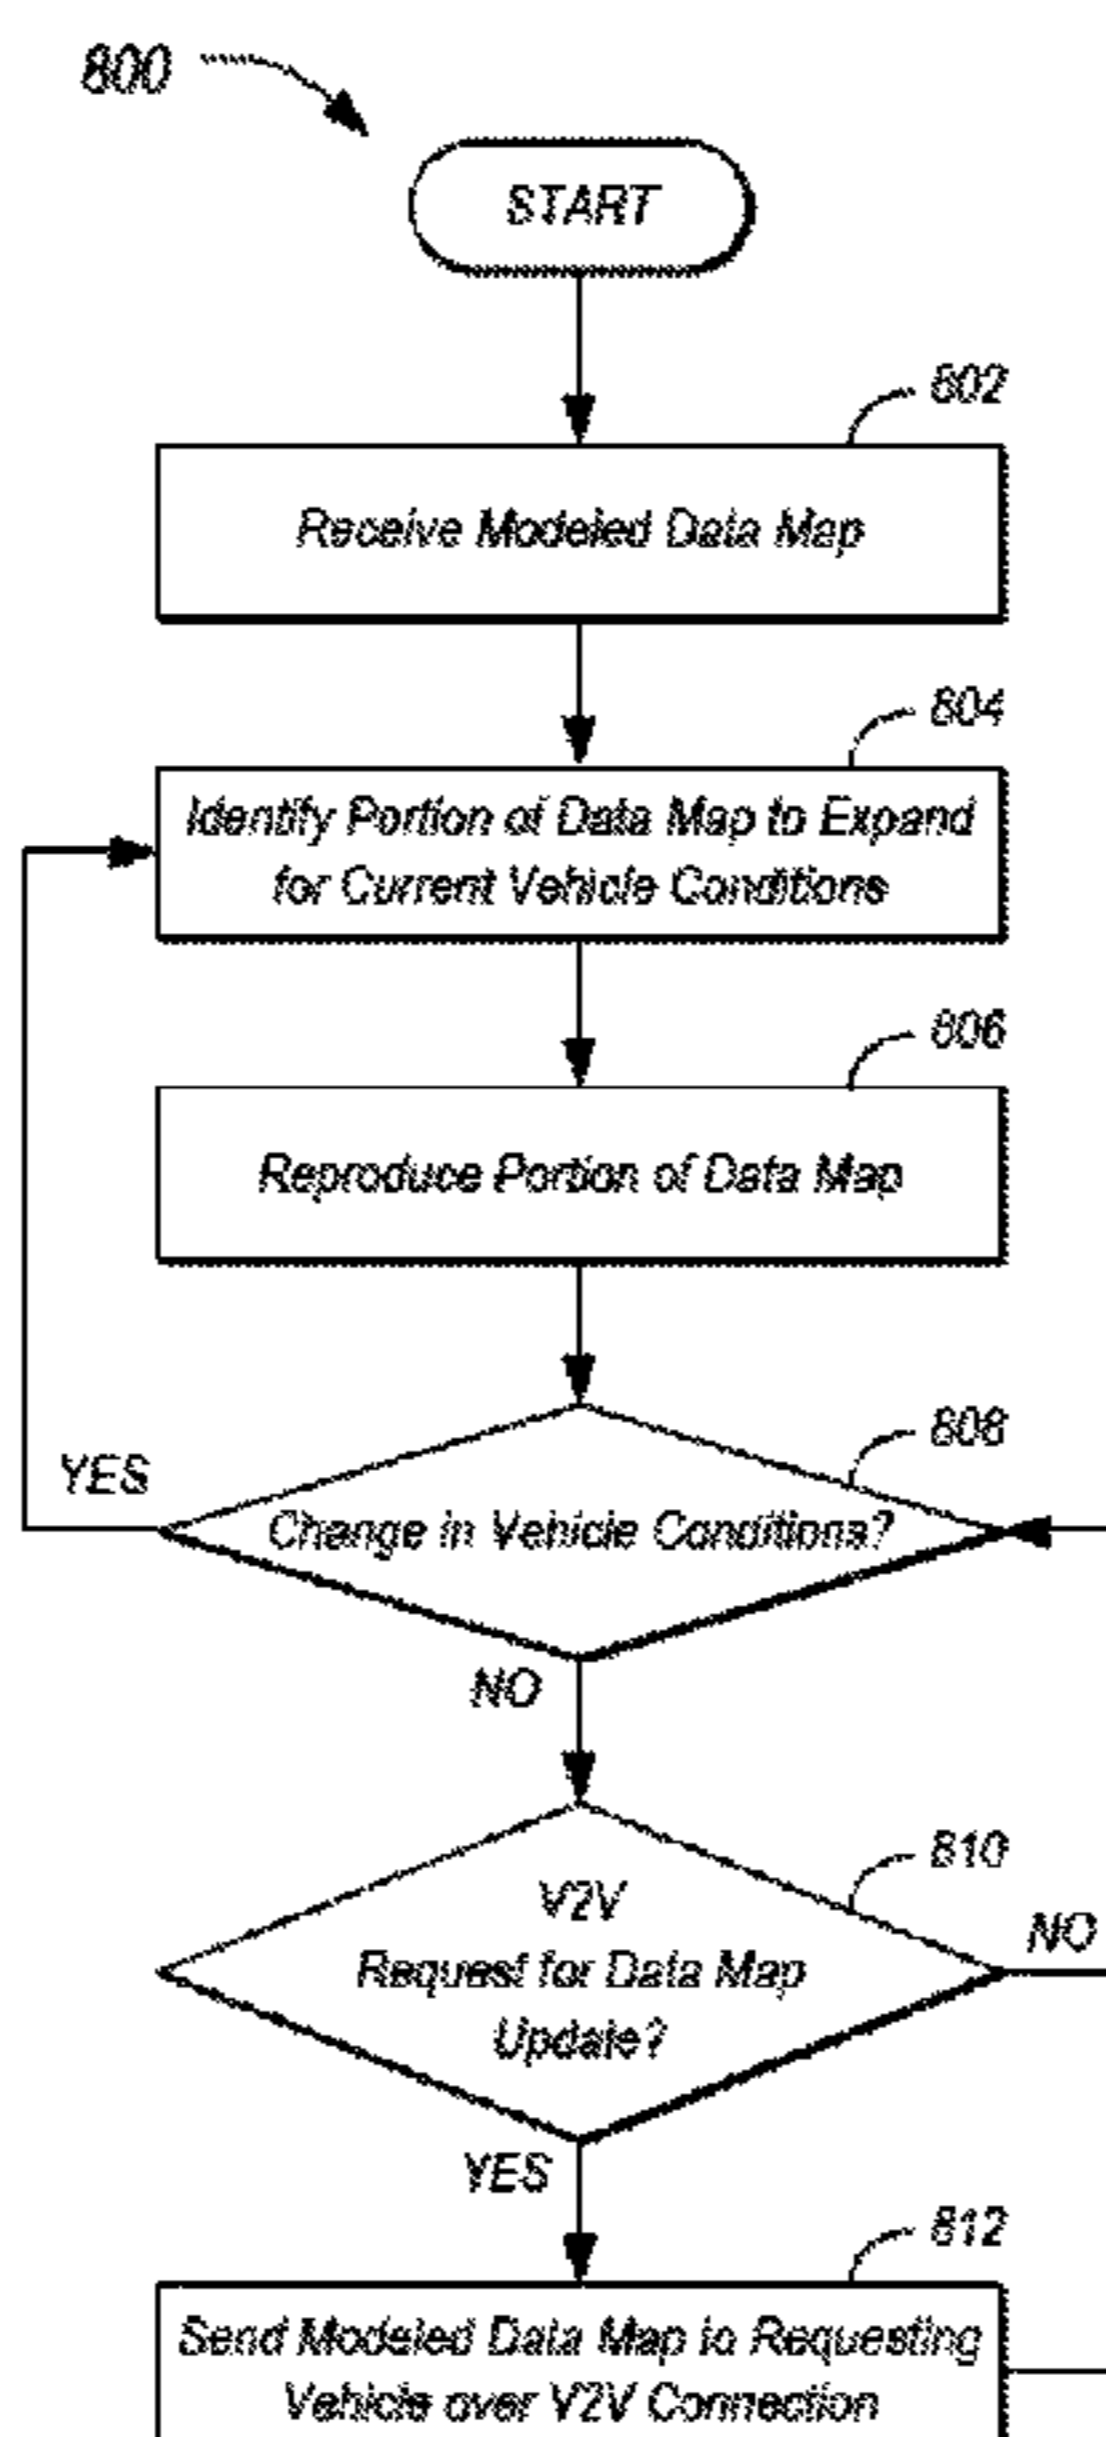 800
START
802
Receive Modeled Data Map
804
Identify Portion of Data Map to Expand
for Current Vehicle Conditions
806
Reproduce Portion of Data Map
808
YES
Change in Vehicle Conditions?
NO
810
V2V
NO
Request for Data Map
Update?
YES
812
Send Modeled Data Map to Requesting
Vehicle over V2V Connection